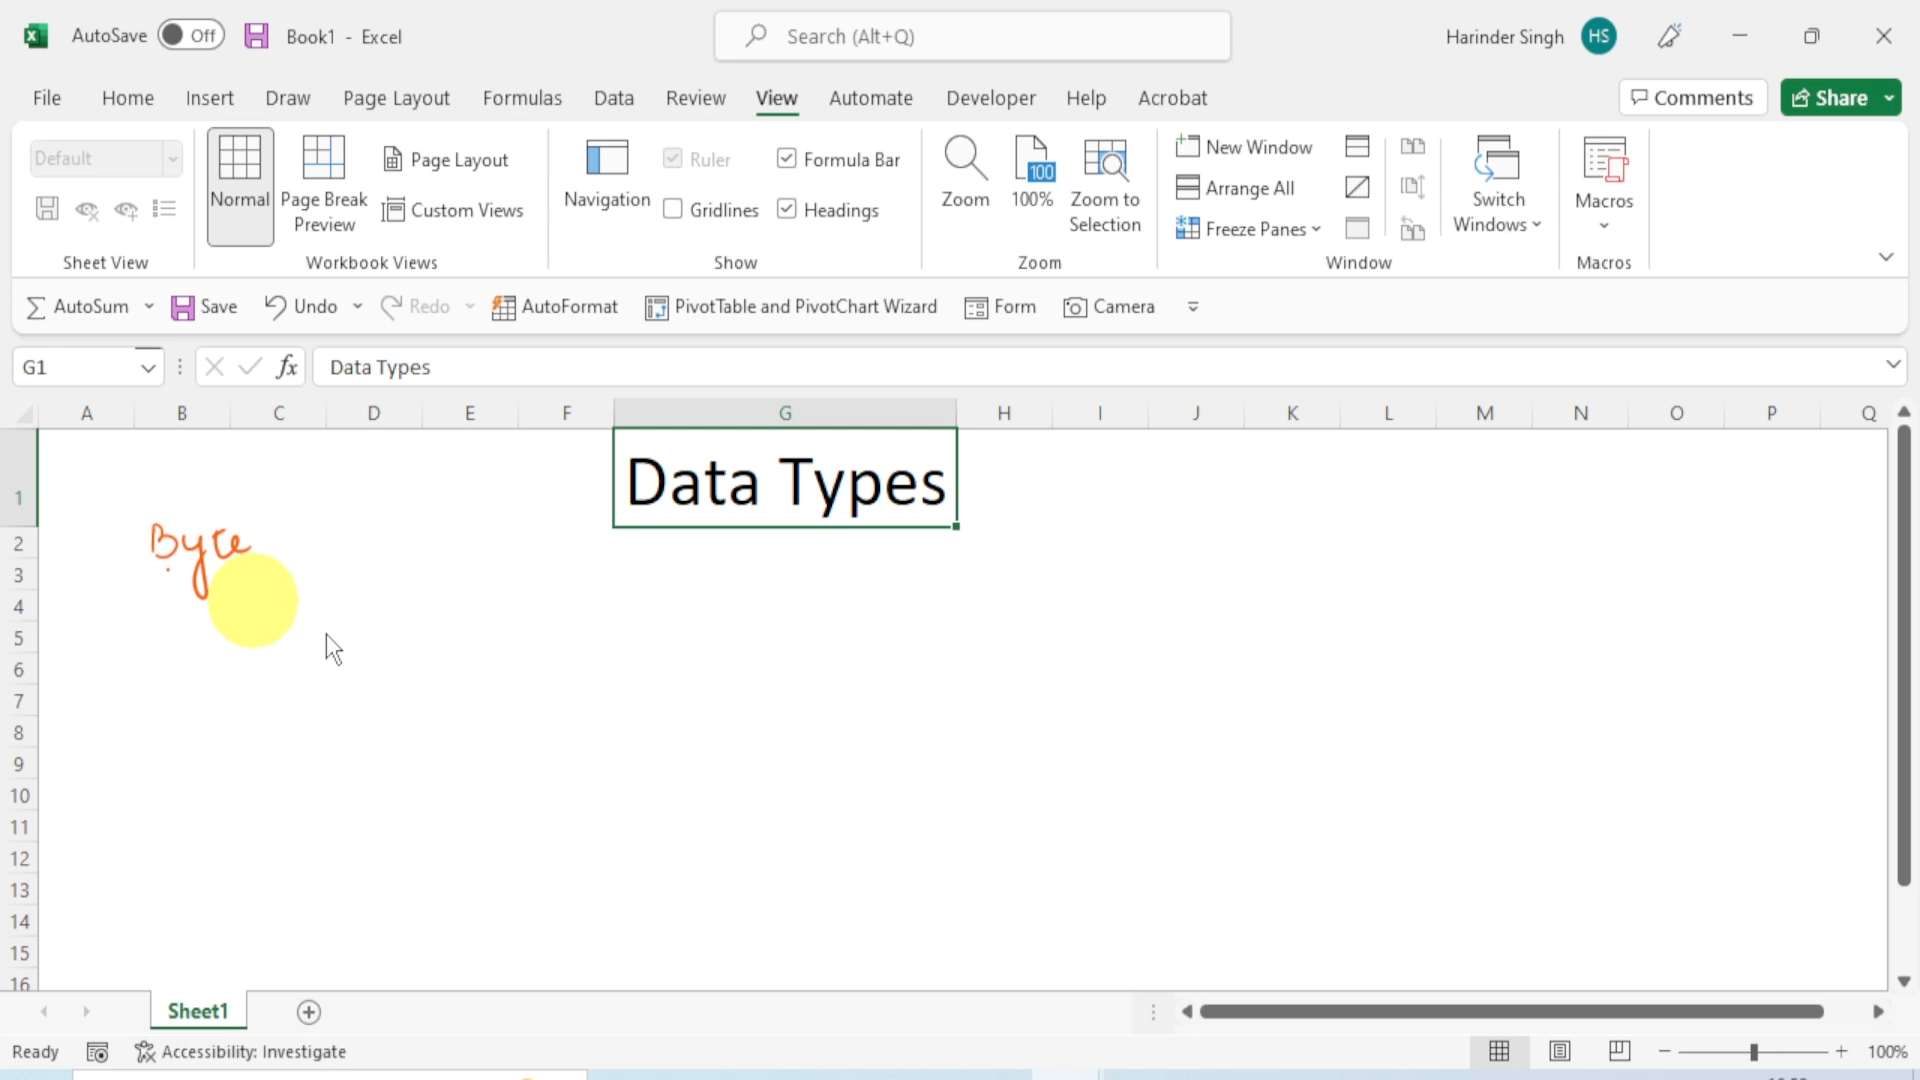 AutoSave Off Book1 - Excel Search (Alt+Q) Harinder Singh HS
File Home Insert Draw Page Layout Formulas Data Review View Automate Developer Help Acrobat Comments Share
Default
Normal
Page Break Preview
Page Layout
Custom Views
Navigation
Ruler
Formula Bar
Gridlines
Headings
Zoom
100
100%
Zoom to Selection
New Window
Arrange All
Freeze Panes
Switch Windows
Macros
Sheet View Workbook Views Show Zoom Window Macros
AutoSum Save Undo Redo AutoFormat PivotTable and PivotChart Wizard Form Camera
G1 fx Data Types
A B C D E F G H I J K L M N O P Q
1 Data Types
2 Byte
3
4
5
6
7
8
9
10
11
12
13
14
15
16
Sheet1
Ready Accessibility: Investigate 100%